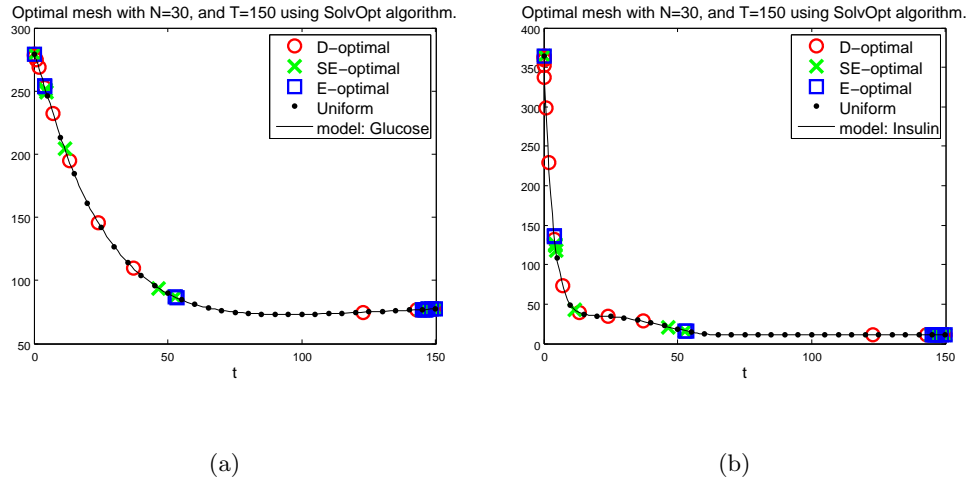 Optimal mesh with N=30, and T=150 using SolvOpt algorithm.
300
250
200
150
100
50
0
50
100
150
t
D-optimal
SE-optimal
E-optimal
Uniform
model: Glucose
(a)
Optimal mesh with N=30, and T=150 using SolvOpt algorithm.
400
350
300
250
200
150
100
50
0
0
50
100
150
t
D-optimal
SE-optimal
E-optimal
Uniform
model: Insulin
(b)